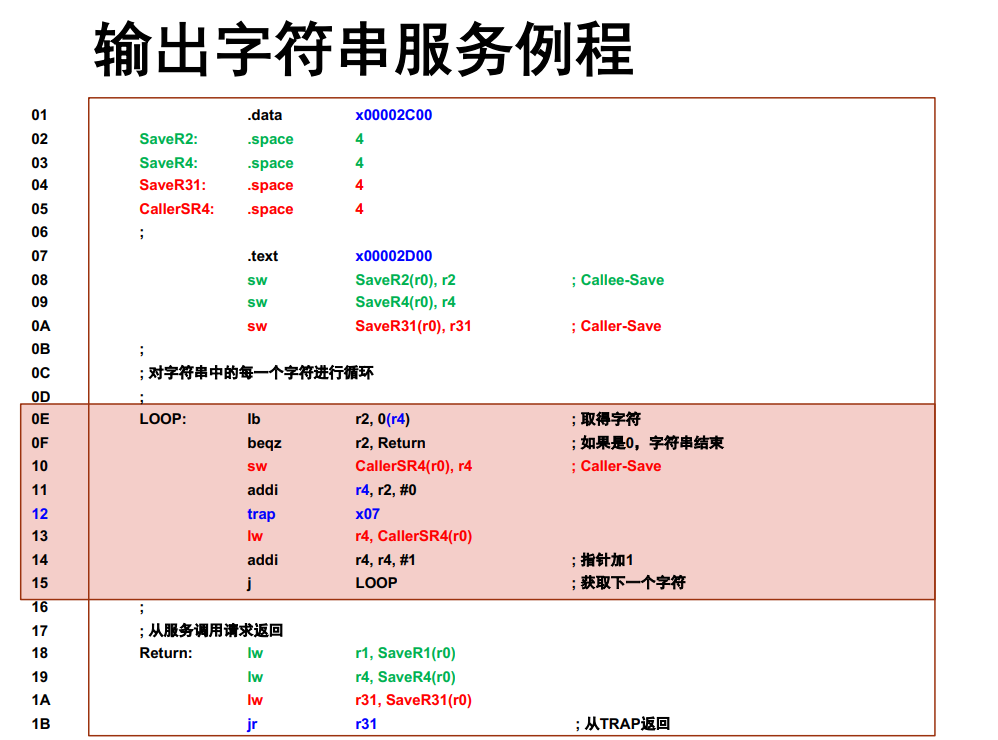 输出字符串服务例程
01 .data x00002C00
02 SaveR2: .space 4
03 SaveR4: .space 4
04 SaveR31: .space 4
05 CallerSR4: .space 4
06 ;
07 .text x00002D00
08 sw SaveR2(r0), r2 ; Callee-Save
09 sw SaveR4(r0), r4
0A sw SaveR31(r0), r31 ; Caller-Save
0B ;
0C ; 对字符串中的每一个字符进行循环
0D ;
0E LOOP: lb r2, 0(r4) ; 取得字符
0F beqz r2, Return ; 如果是0，字符串结束
10 sw CallerSR4(r0), r4 ; Caller-Save
11 addi r4, r2, #0
12 trap x07
13 lw r4, CallerSR4(r0)
14 addi r4, r4, #1 ; 指针加1
15 j LOOP ; 获取下一个字符
16 ;
17 ; 从服务调用请求返回
18 Return: lw r1, SaveR1(r0)
19 lw r4, SaveR4(r0)
1A lw r31, SaveR31(r0)
1B jr r31 ; 从TRAP返回